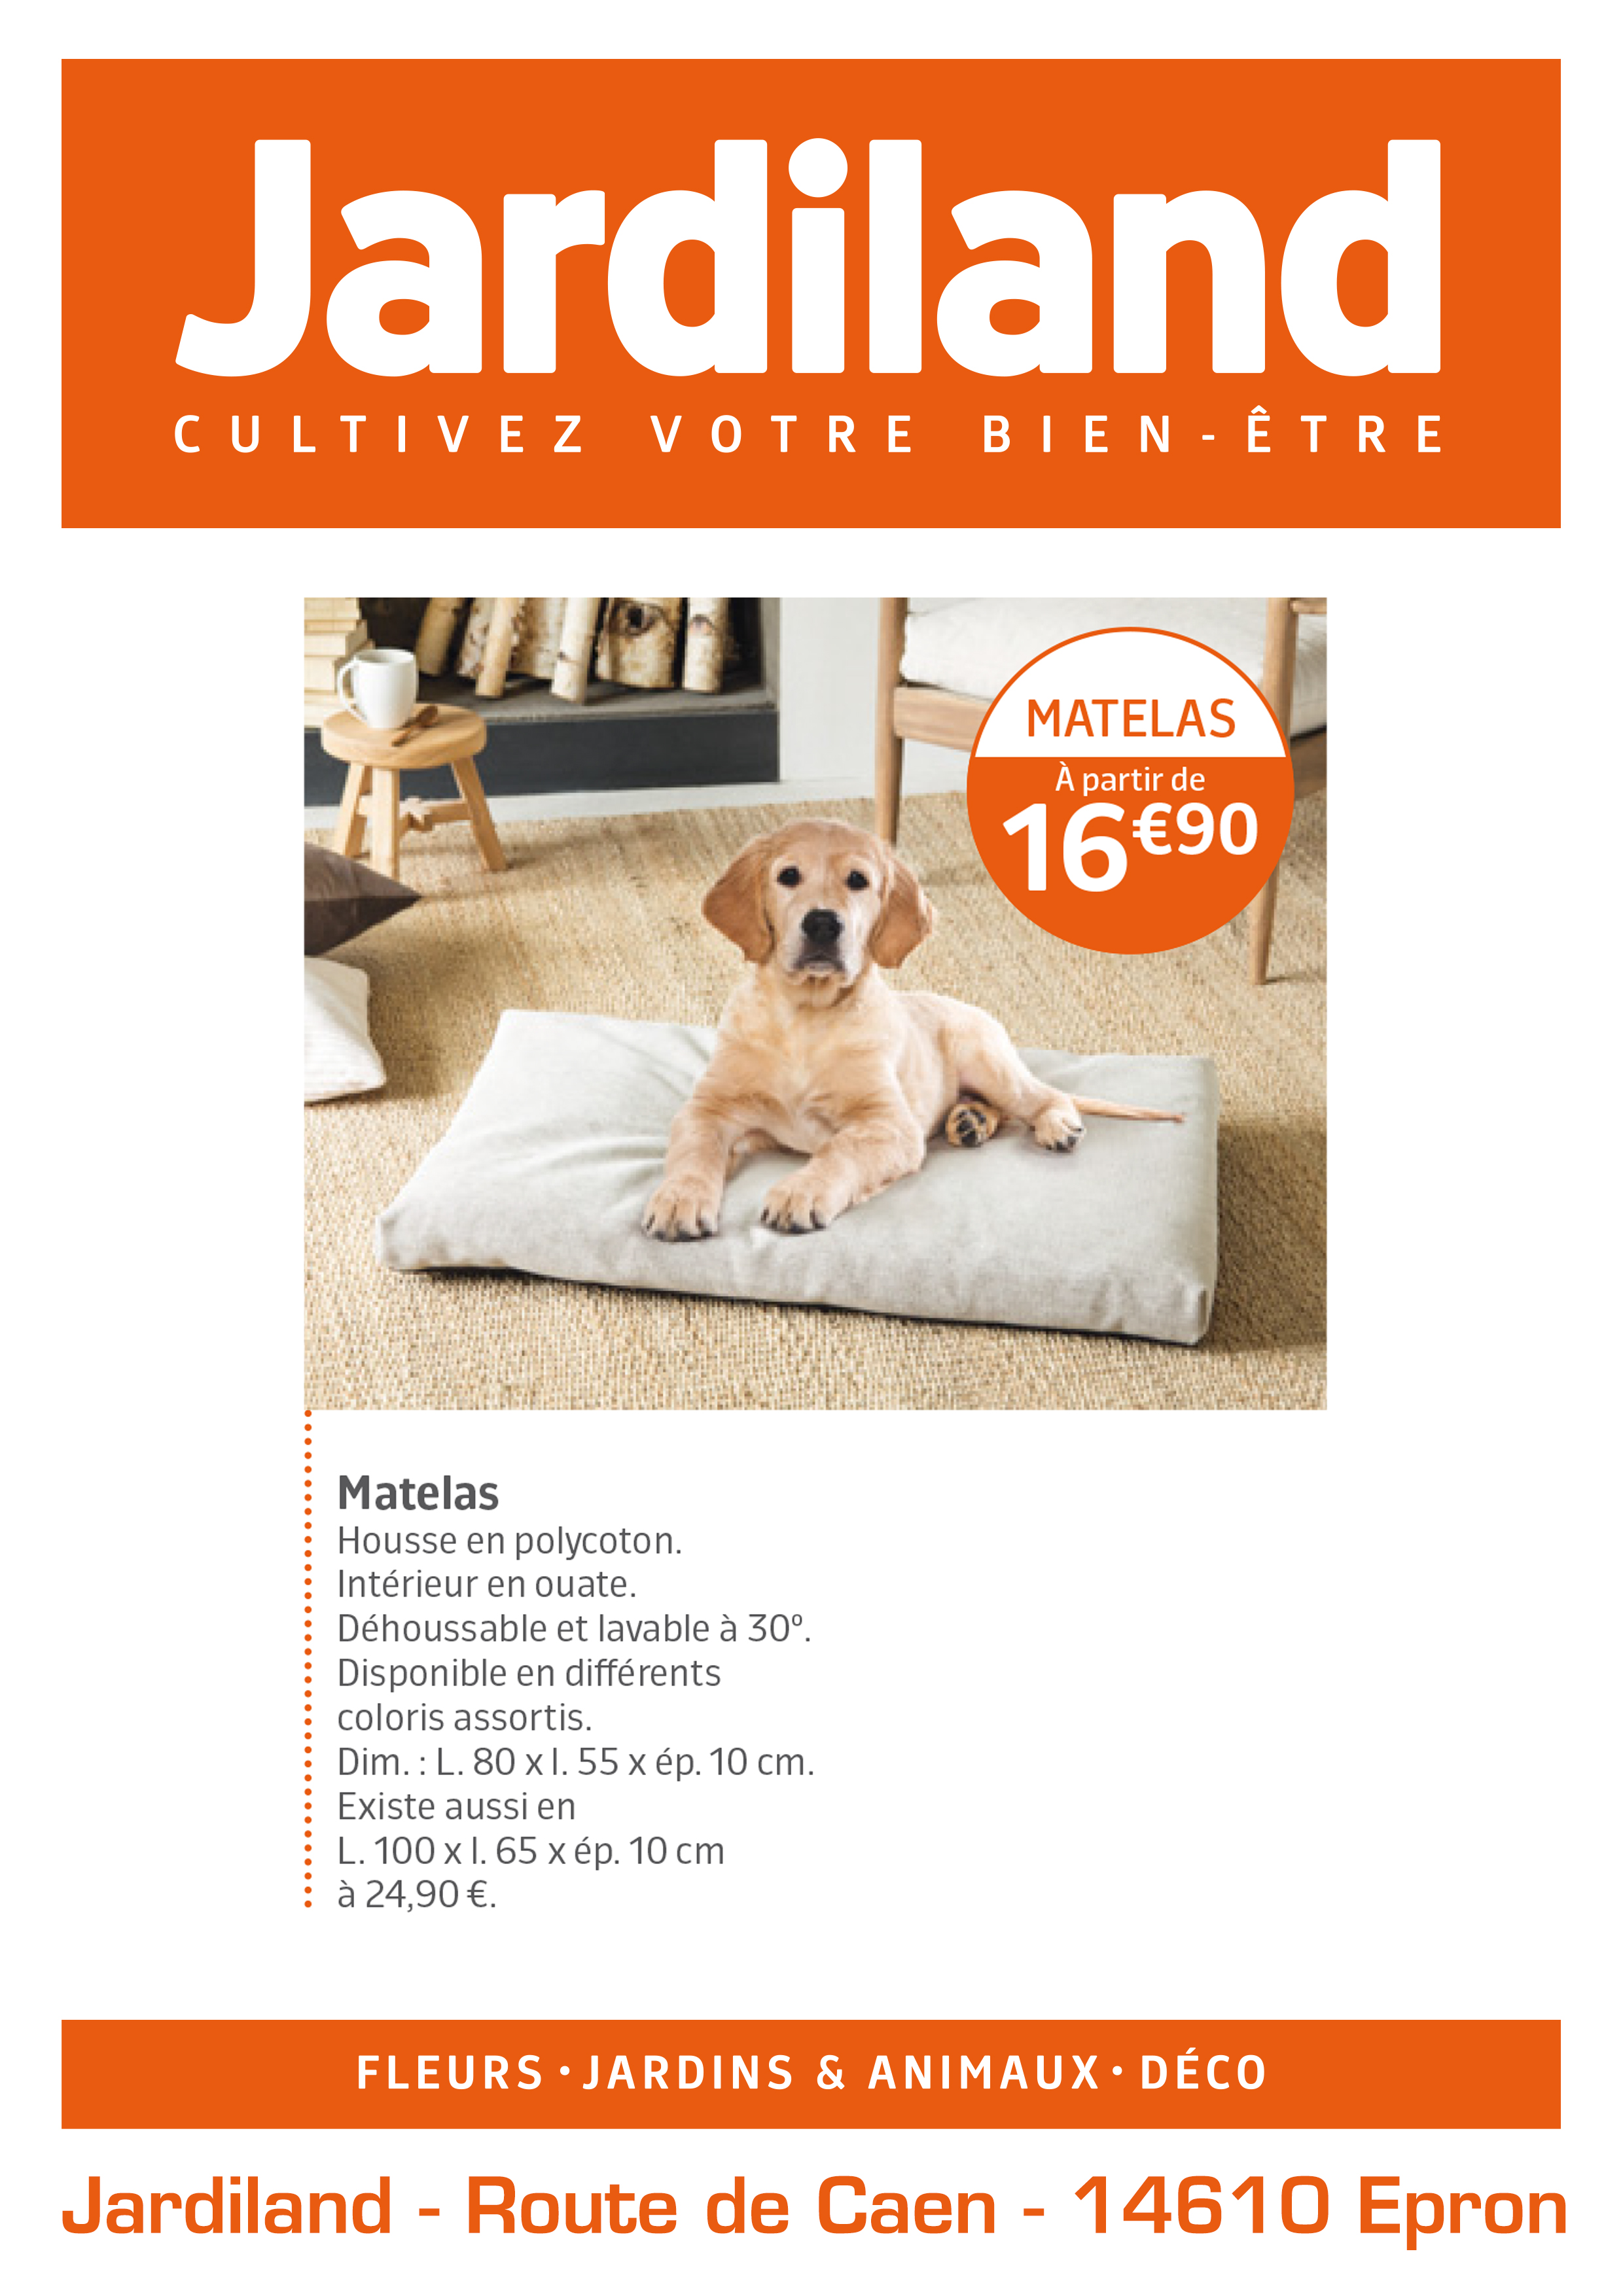 Jardiland
CULTIVEZ VOTRE BIEN-ÊTRE
MATELAS
À partir de
16€90
Matelas
Housse en polycoton.
Intérieur en ouate.
Déhoussable et lavable à 30º.
Disponible en différents
coloris assortis.
Dim. : L. 80 x l. 55 x ép. 10 cm.
Existe aussi en
L. 100 x l. 65 x ép. 10 cm
à 24,90 €.
FLEURS • JARDINS & ANIMAUX • DÉCO
Jardiland - Route de Caen - 14610 Epron